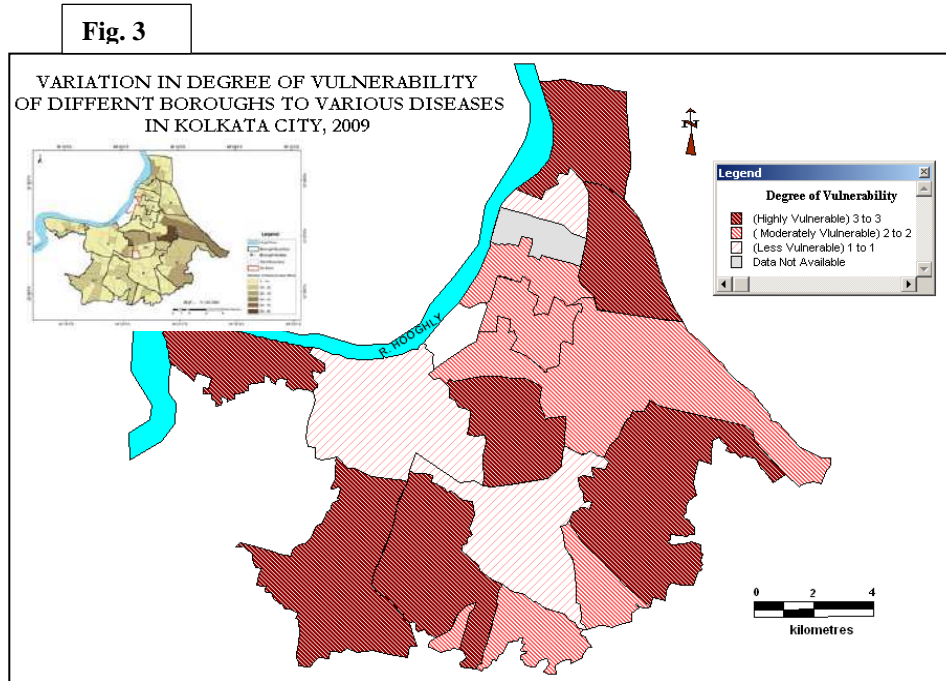 Fig. 3
VARIATION IN DEGREE OF VULNERABILITY
OF DIFFERNT BOROUGHS TO VARIOUS DISEASES
IN KOLKATA CITY, 2009
N
Legend
Legend
Degree of Vulnerability
(Highly Vulnerable) 3 to 3
( Moderately Vlulnerable) 2 to 2
(Less Vulnerable) 1 to 1
Data Not Available
R. HOOGHLY
0 2 4
kilometres